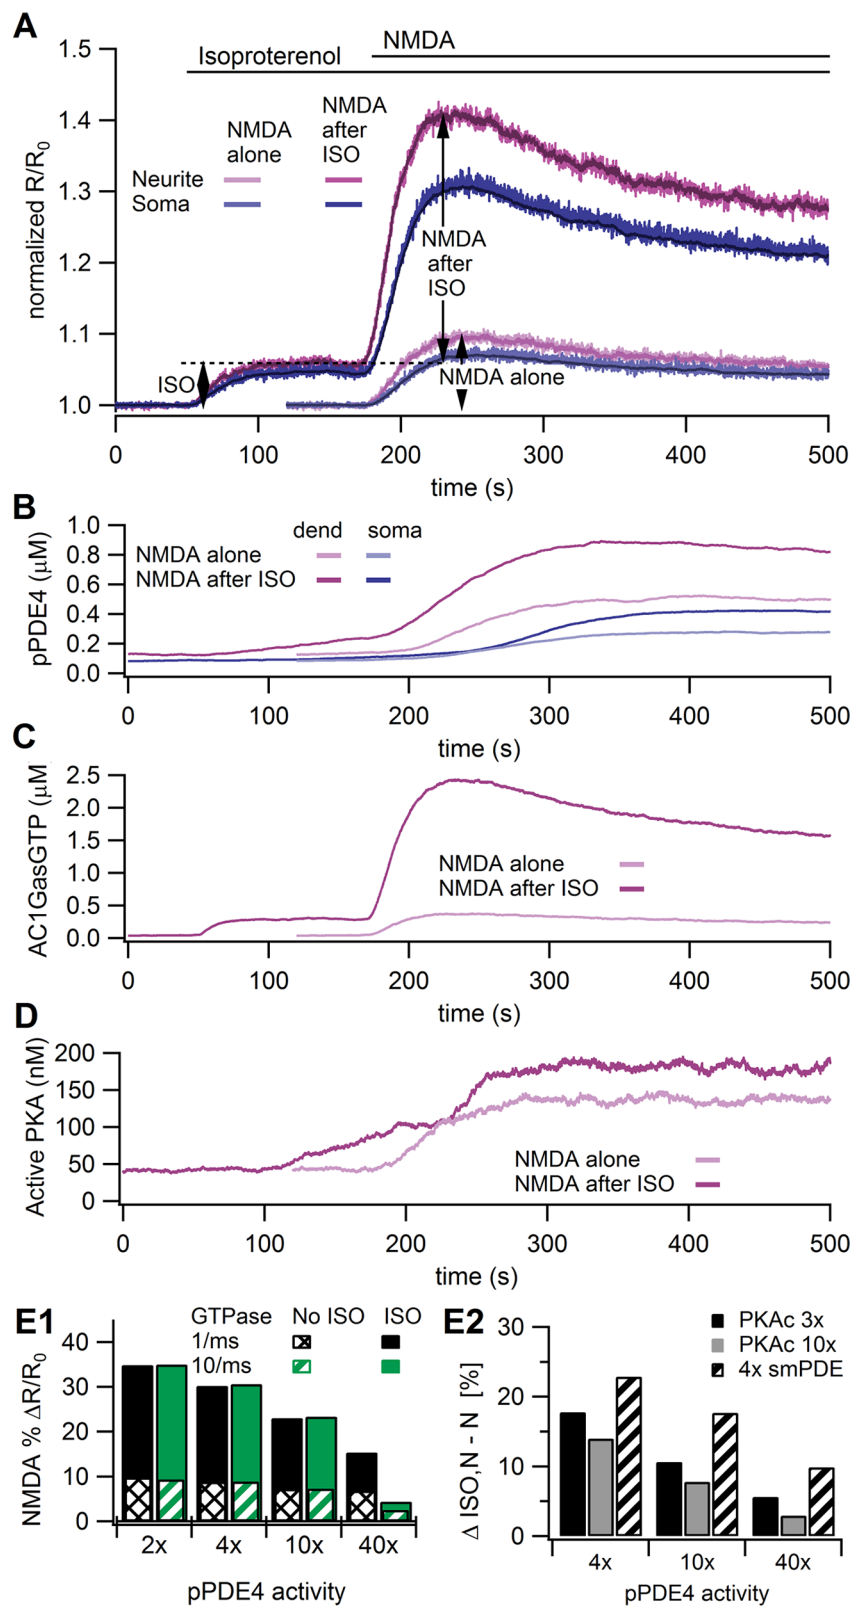 A
1.5
1.4
1.3
1.2
1.1
1.0
normalized R/R0
NMDA
Isoproterenol
NMDA alone
NMDA after ISO
Neurite
Soma
NMDA after ISO
ISO
NMDA alone
0 100 200 300 400 500
time (s)
B
1.0
0.8
0.6
0.4
0.2
0.0
pPDE4 (μM)
dend soma
NMDA alone
NMDA after ISO
0 100 200 300 400 500
time (s)
C
2.5
2.0
1.5
1.0
0.5
0.0
AC1GasGTP (μM
NMDA alone
NMDA after ISO
0 100 200 300 400 500
time (s)
D
200
150
100
50
0
Active PKA (nM)
NMDA alone
NMDA after ISO
0 100 200 300 400 500
time (s)
E1
GTPase No ISO ISO
1/ms
10/ms
40
30
20
10
0
NMDA % ΔR/R0
2x 4x 10x 40x
pPDE4 activity
E2
PKAc 3x
PKAc 10x
4x smPDE
30
20
10
0
Δ ISO,N - N [%]
4x 10x 40x
pPDE4 activity